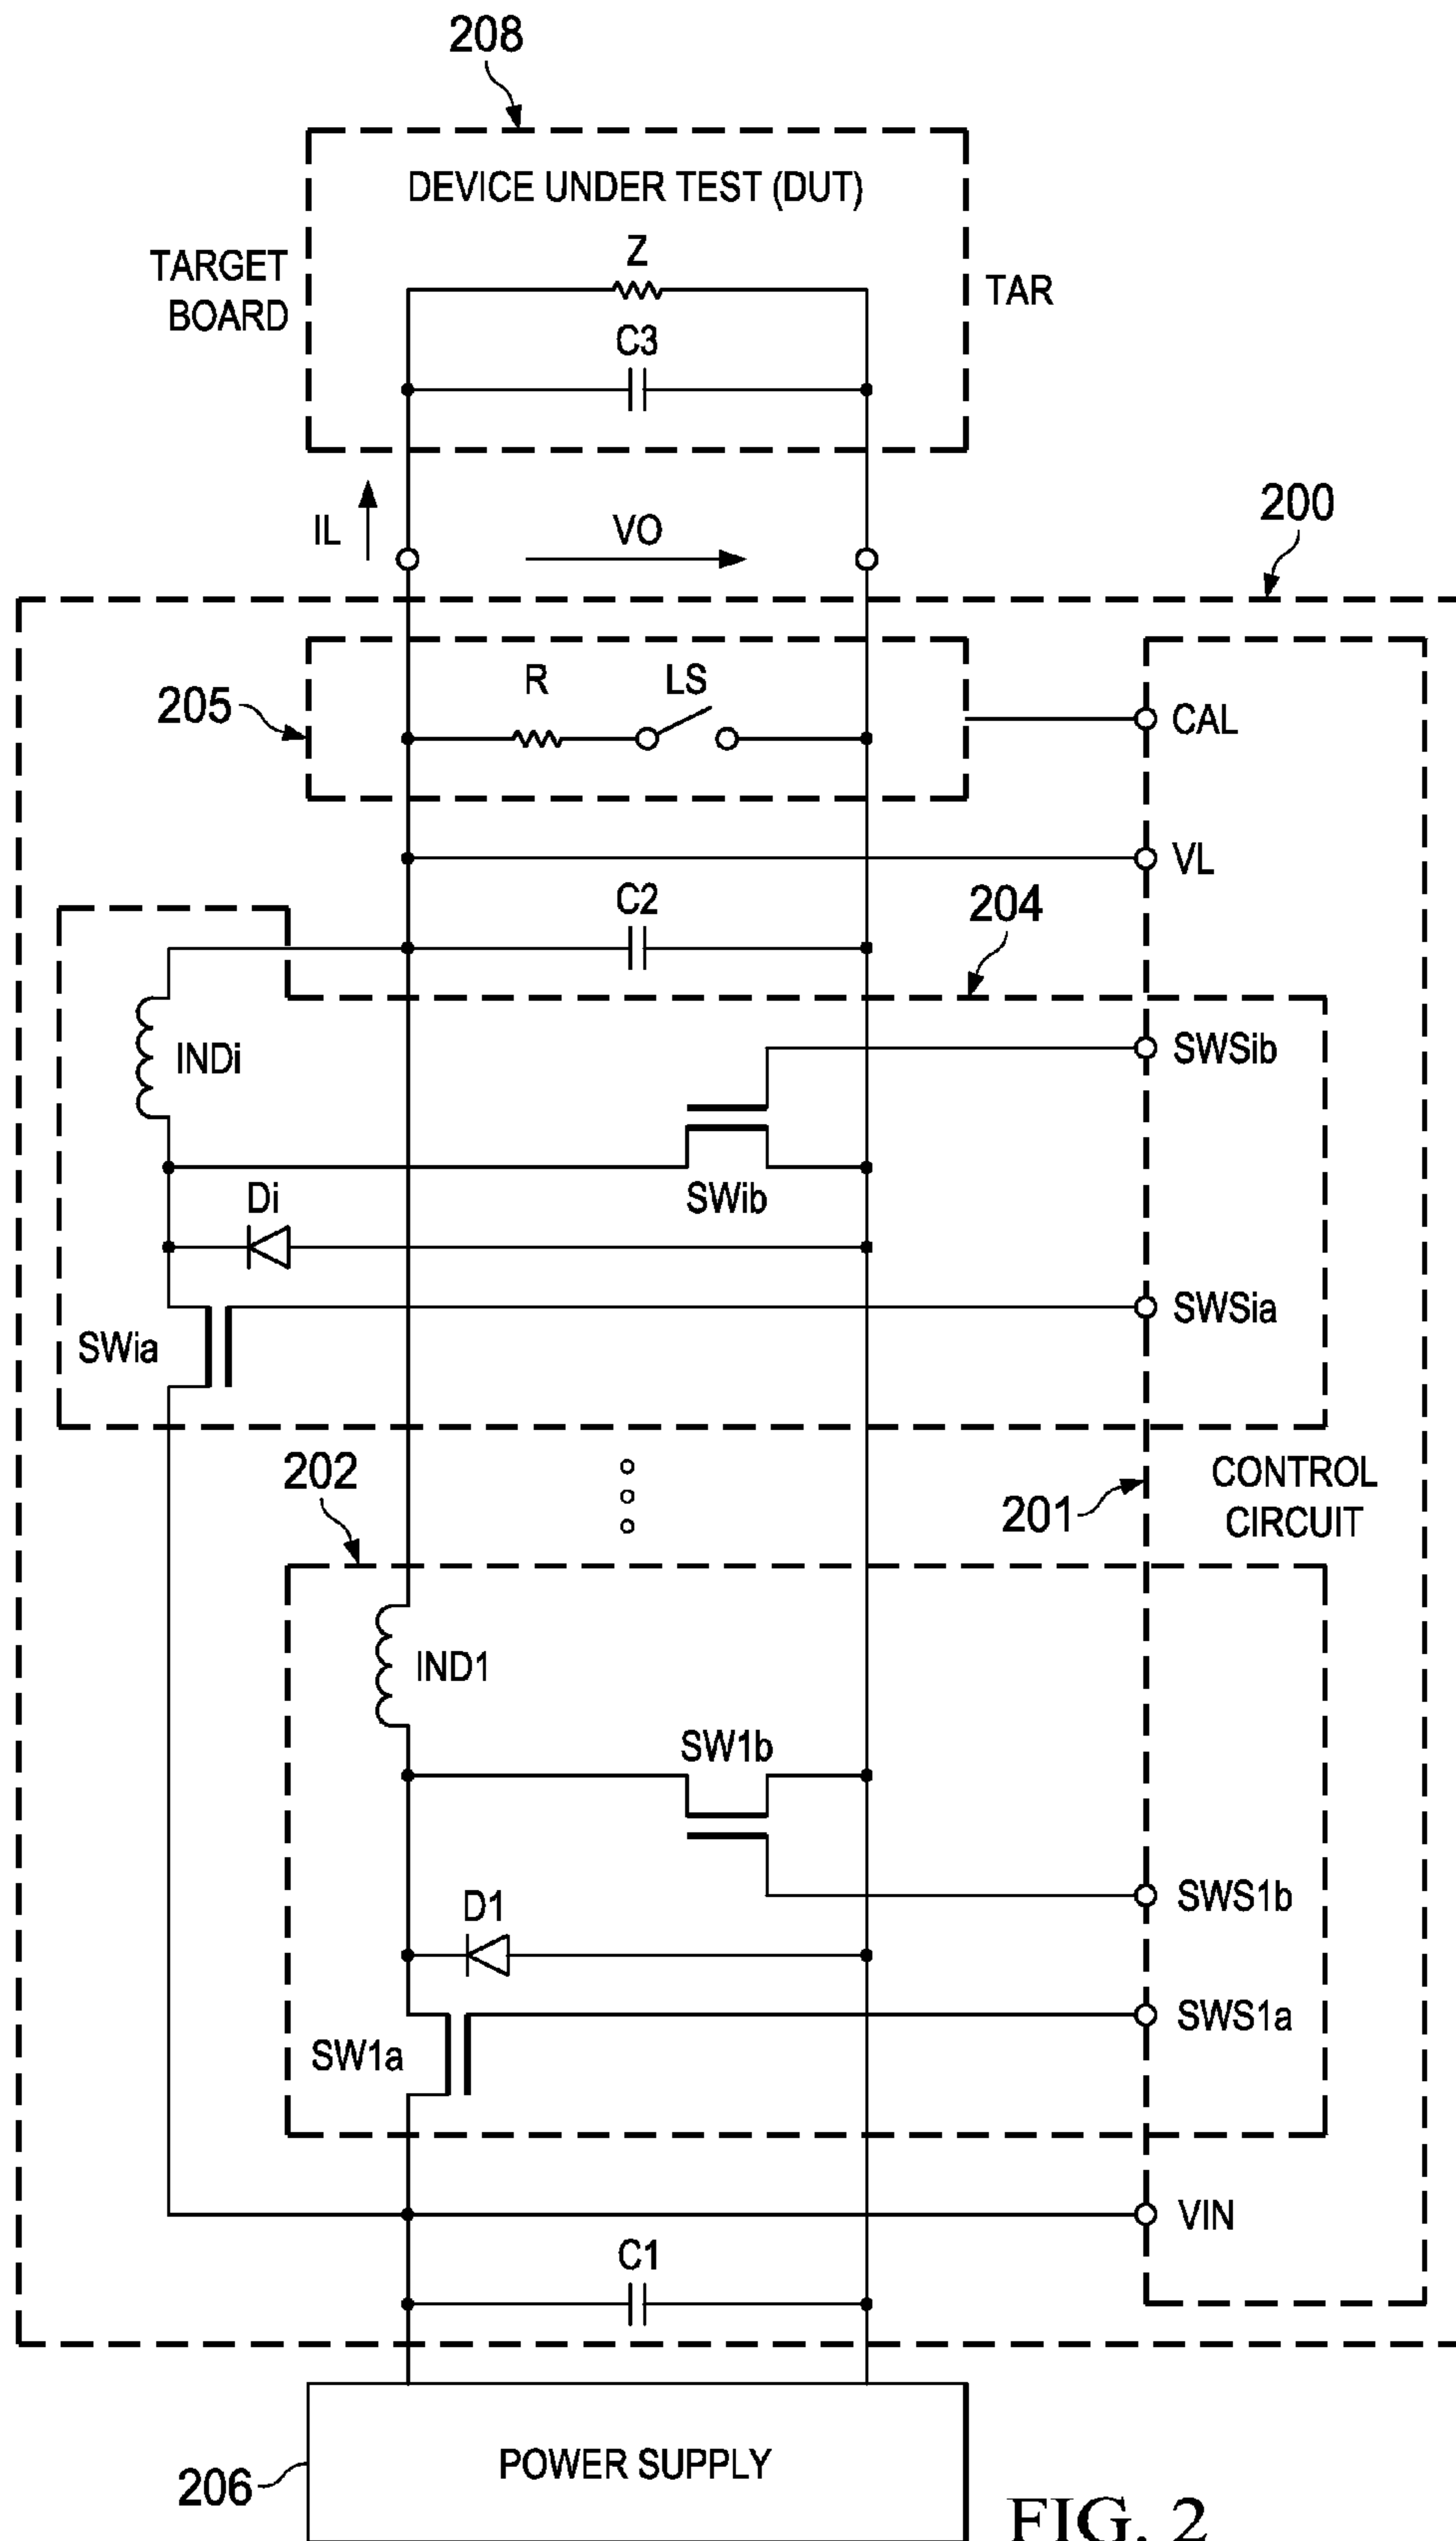 208
DEVICE UNDER TEST (DUT)
Z
TARGET
BOARD
TAR
C3
200
IL
VO
R
LS
205
CAL
VL
C2
204
INDi
SWSib
Di
SWib
SWSia
SWia
202
CONTROL
CIRCUIT
201
IND1
SW1b
D1
SWS1b
SWS1a
SW1a
VIN
C1
POWER SUPPLY
206
FIG. 2